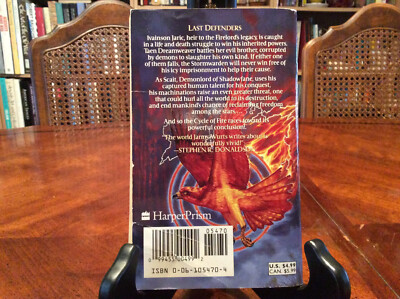 LAST DEFENDERS
Ivainson Jaric, heir to the Firelord's legacy, is caught
in a life and death struggle to win his inherited powers.
Taen Dreamweaver battles her evil brother, corrupted
by demons to slaughter his own kind. If either one
of them falls, the Stormwarden will never win free of
his icy imprisonment to help their cause.
As Scait, Demonlord of Shadowfane, uses his
captured human talent for his conquest,
his machinations raise an even greater threat, one
that could hurl all the world to its destruction,
and end mankind's chance of reclaiming freedom
among the stars . . .
And so the Cycle of Fire races toward its
powerful conclusion!
"The world Janny Wurts writes about is
wonderfully vivid!"
—STEPHEN R. DONALDSON
HarperPrism
05470
ISBN 0-06-105470-4
U.S. $4.99
CAN. $5.99